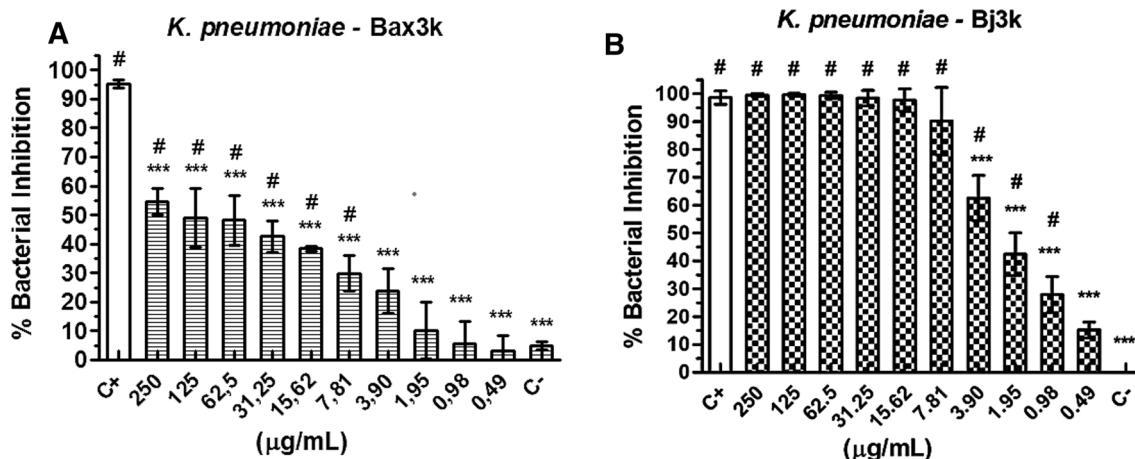 A
K. pneumoniae - Bax3k
% Bacterial Inhibition
100
90
80
70
60
50
40
30
20
10
0
#
# # # # # #
*** *** *** *** *** *** *** *** *** *** ***
C+ 250 125 62,5 31,25 15,62 7,81 3,90 1,95 0,98 0,49 C-
(µg/mL)
B
K. pneumoniae - Bj3k
% Bacterial Inhibition
100
90
80
70
60
50
40
30
20
10
0
# # # # # # # # # #
*** *** *** *** ***
C+ 250 125 62.5 31.25 15.62 7.81 3.90 1.95 0.98 0.49 C-
(µg/mL)